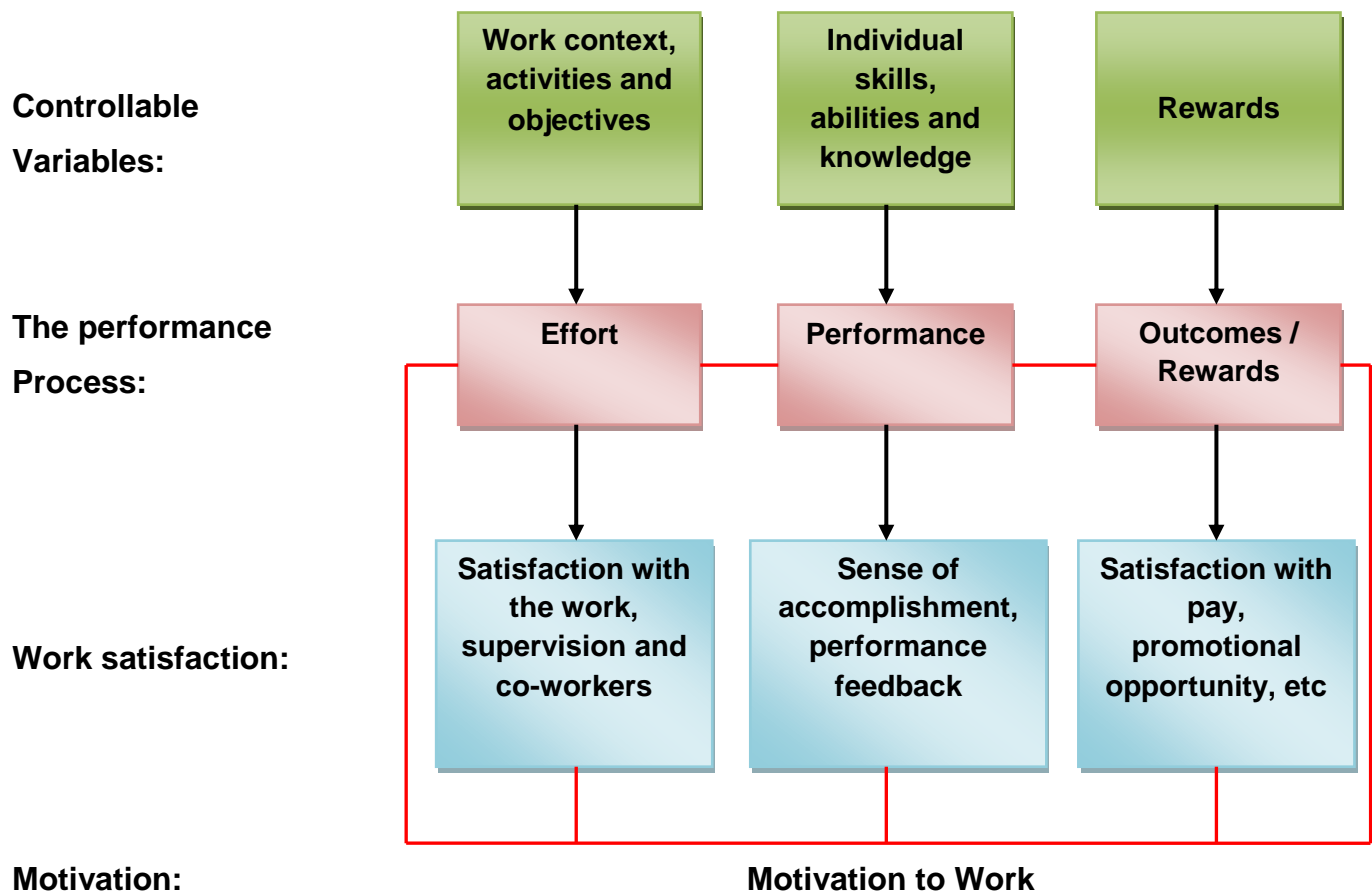 Controllable
Variables:
Work context,
activities and
objectives
Individual
skills,
abilities and
knowledge
Rewards
The performance
Process:
Effort
Performance
Outcomes /
Rewards
Work satisfaction:
Satisfaction with
the work,
supervision and
co-workers
Sense of
accomplishment,
performance
feedback
Satisfaction with
pay,
promotional
opportunity, etc
Motivation:
Motivation to Work